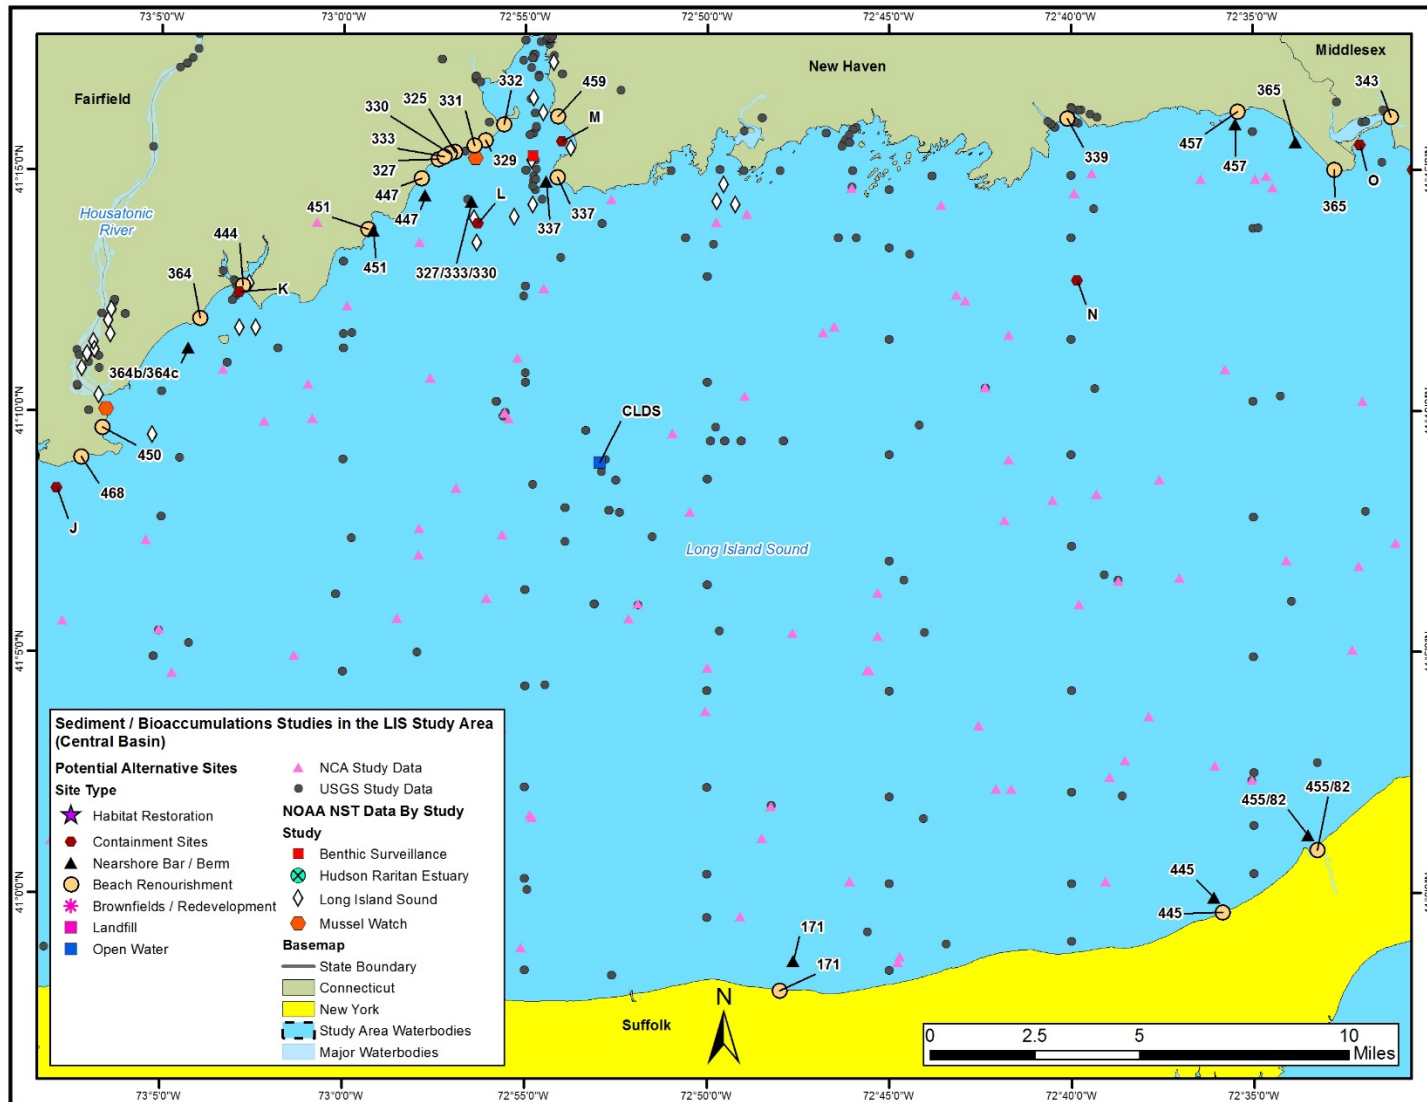 73°5'0"W
73°0'0"W
72°55'0"W
72°50'0"W
72°45'0"W
72°40'0"W
72°35'0"W
Middlesex
New Haven
Fairfield
332
459
325
331
330
M
365
343
333
329
339
457
457
327
O
41°15'0"N
447
L
447
337
337
365
451
Housatonic
River
444
451
327/333/330
364
K
N
364b/364c
41°10'0"N
CLDS
450
468
J
Long Island Sound
41°5'0"N
Sediment / Bioaccumulations Studies in the LIS Study Area
(Central Basin)
Potential Alternative Sites
Site Type
Habitat Restoration
Containment Sites
Nearshore Bar / Berm
Beach Renourishment
Brownfields / Redevelopment
Landfill
Open Water
NCA Study Data
USGS Study Data
NOAA NST Data By Study
Study
Benthic Surveillance
Hudson Raritan Estuary
Long Island Sound
Mussel Watch
Basemap
State Boundary
Connecticut
New York
Study Area Waterbodies
Major Waterbodies
455/82
455/82
41°0'0"N
445
445
171
171
N
Suffolk
0
2.5
5
10
Miles
73°5'0"W
73°0'0"W
72°55'0"W
72°50'0"W
72°45'0"W
72°40'0"W
72°35'0"W